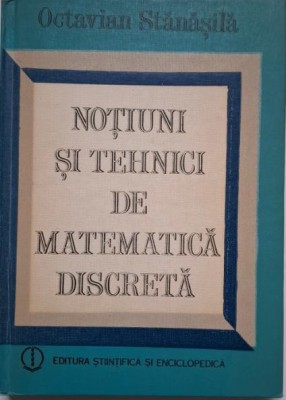 Octavian Stănășilă
NOȚIUNI
ȘI TEHNICI
DE
MATEMATICĂ
DISCRETĂ
EDITURA ȘTIINȚIFICĂ ȘI ENCICLOPEDICĂ